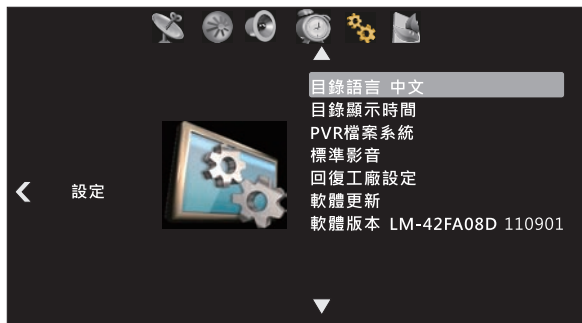 設定
目錄語言 中文
目錄顯示時間
PVR檔案系統
標準影音
回復工廠設定
軟體更新
軟體版本 LM-42FA08D 110901